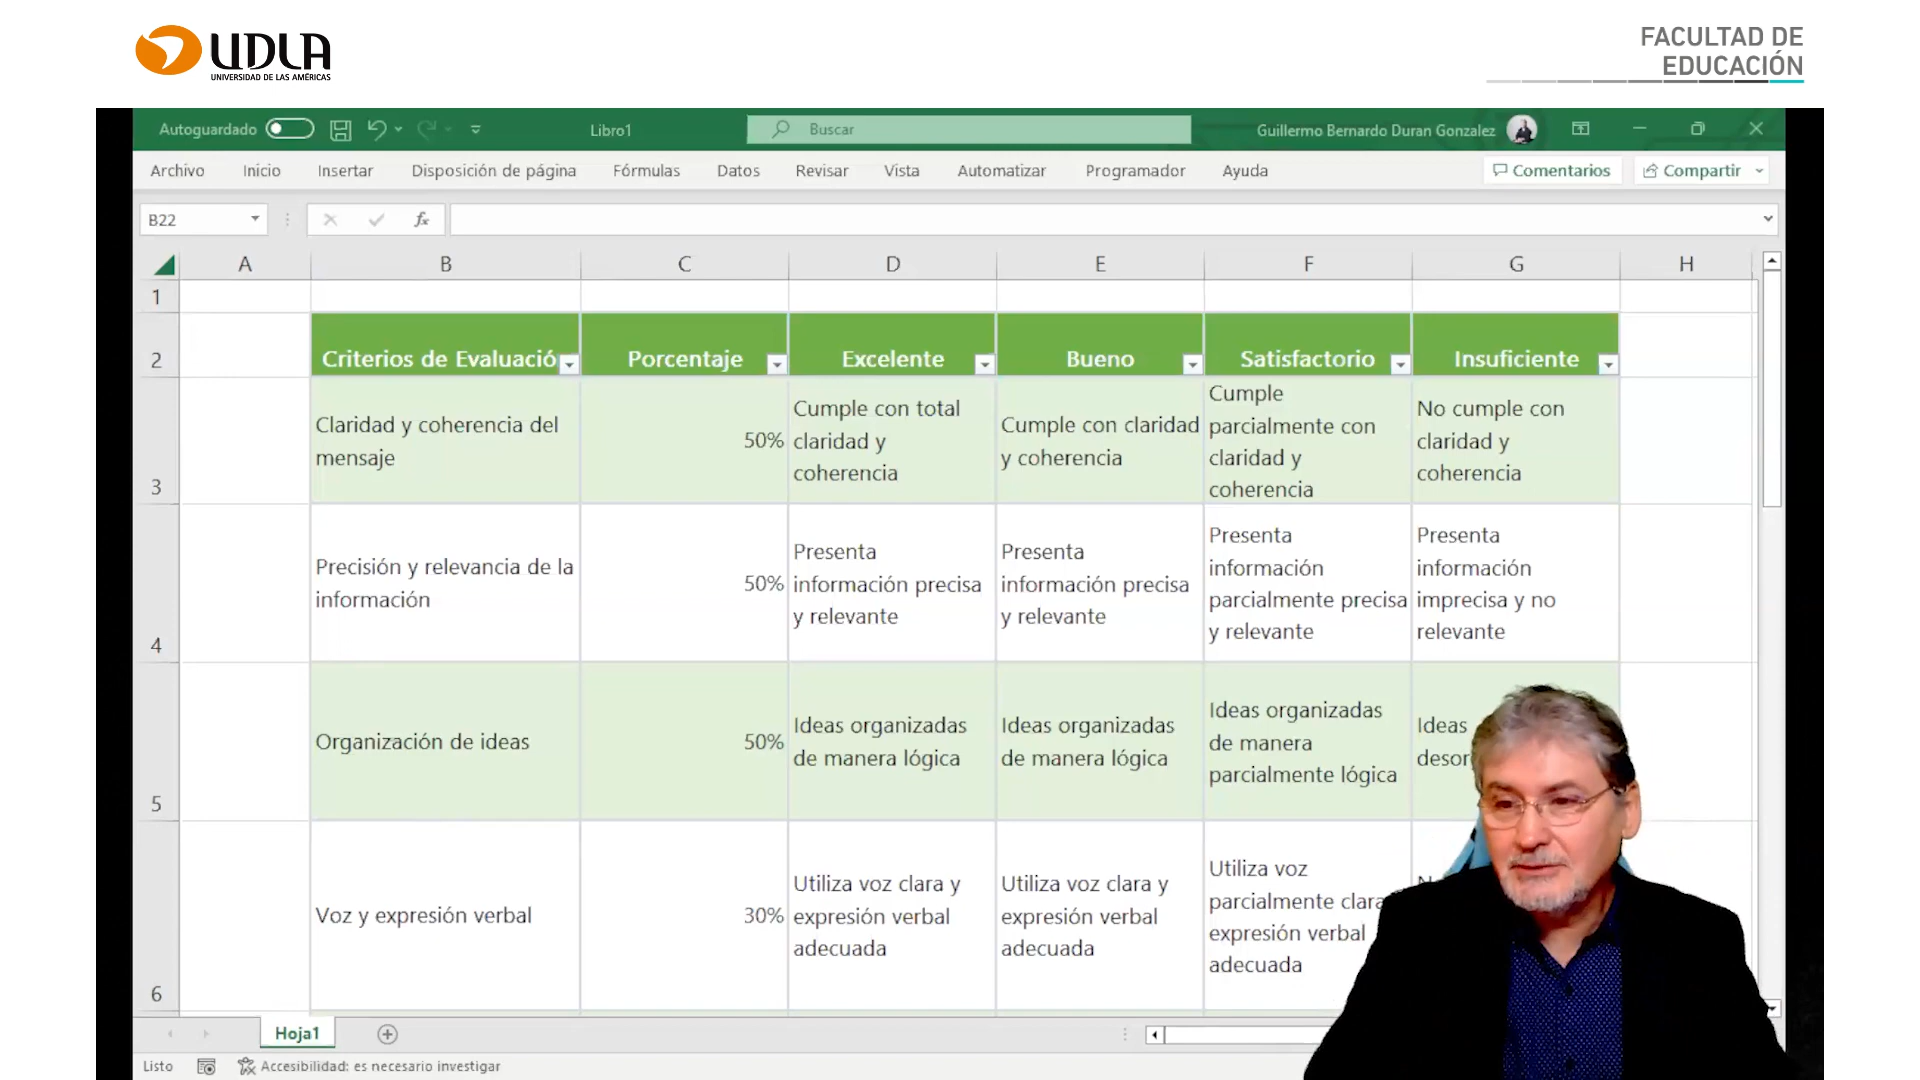 UDLA
UNIVERSIDAD DE LAS AMÉRICAS
FACULTAD DE
EDUCACIÓN
Autoguardado
Libro1
Buscar
Guillermo Bernardo Duran Gonzalez
Archivo Inicio Insertar Disposición de página Fórmulas Datos Revisar Vista Automatizar Programador Ayuda Comentarios Compartir
B22
fx
A B C D E F G H
1
2
Criterios de Evaluació
Porcentaje
Excelente
Bueno
Satisfactorio
Insuficiente
3
Claridad y coherencia del
mensaje
50%
Cumple con total
claridad y
coherencia
Cumple con claridad
y coherencia
Cumple
parcialmente con
claridad y
coherencia
No cumple con
claridad y
coherencia
4
Precisión y relevancia de la
información
50%
Presenta
información precisa
y relevante
Presenta
información precisa
y relevante
Presenta
información
parcialmente precisa
y relevante
Presenta
información
imprecisa y no
relevante
5
Organización de ideas
50%
Ideas organizadas
de manera lógica
Ideas organizadas
de manera lógica
Ideas organizadas
de manera
parcialmente lógica
Ideas
6
Voz y expresión verbal
30%
Utiliza voz clara y
expresión verbal
adecuada
Utiliza voz clara y
expresión verbal
adecuada
Utiliza voz
parcialmente clara
expresión verbal
adecuada
Hoja1
Listo
Accesibilidad: es necesario investigar